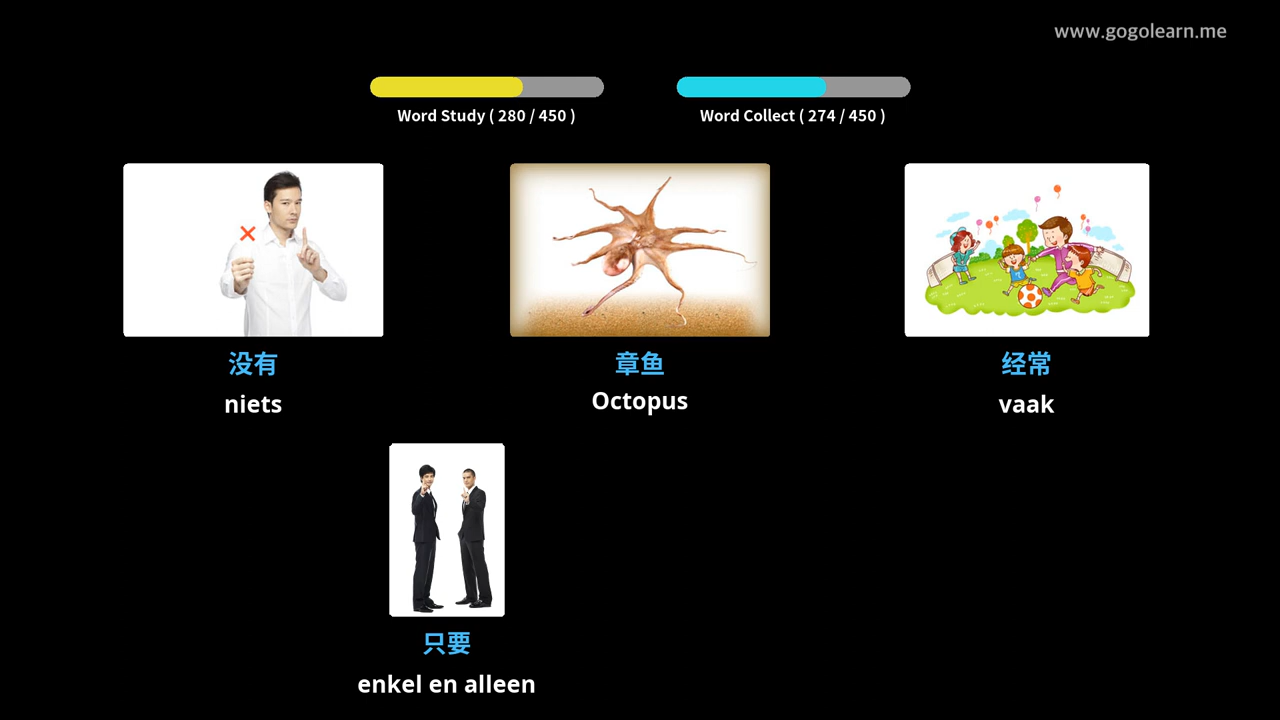 www.gogolearn.me
Word Study ( 280 / 450 )
Word Collect ( 274 / 450 )
没有
niets
章鱼
Octopus
经常
vaak
只要
enkel en alleen